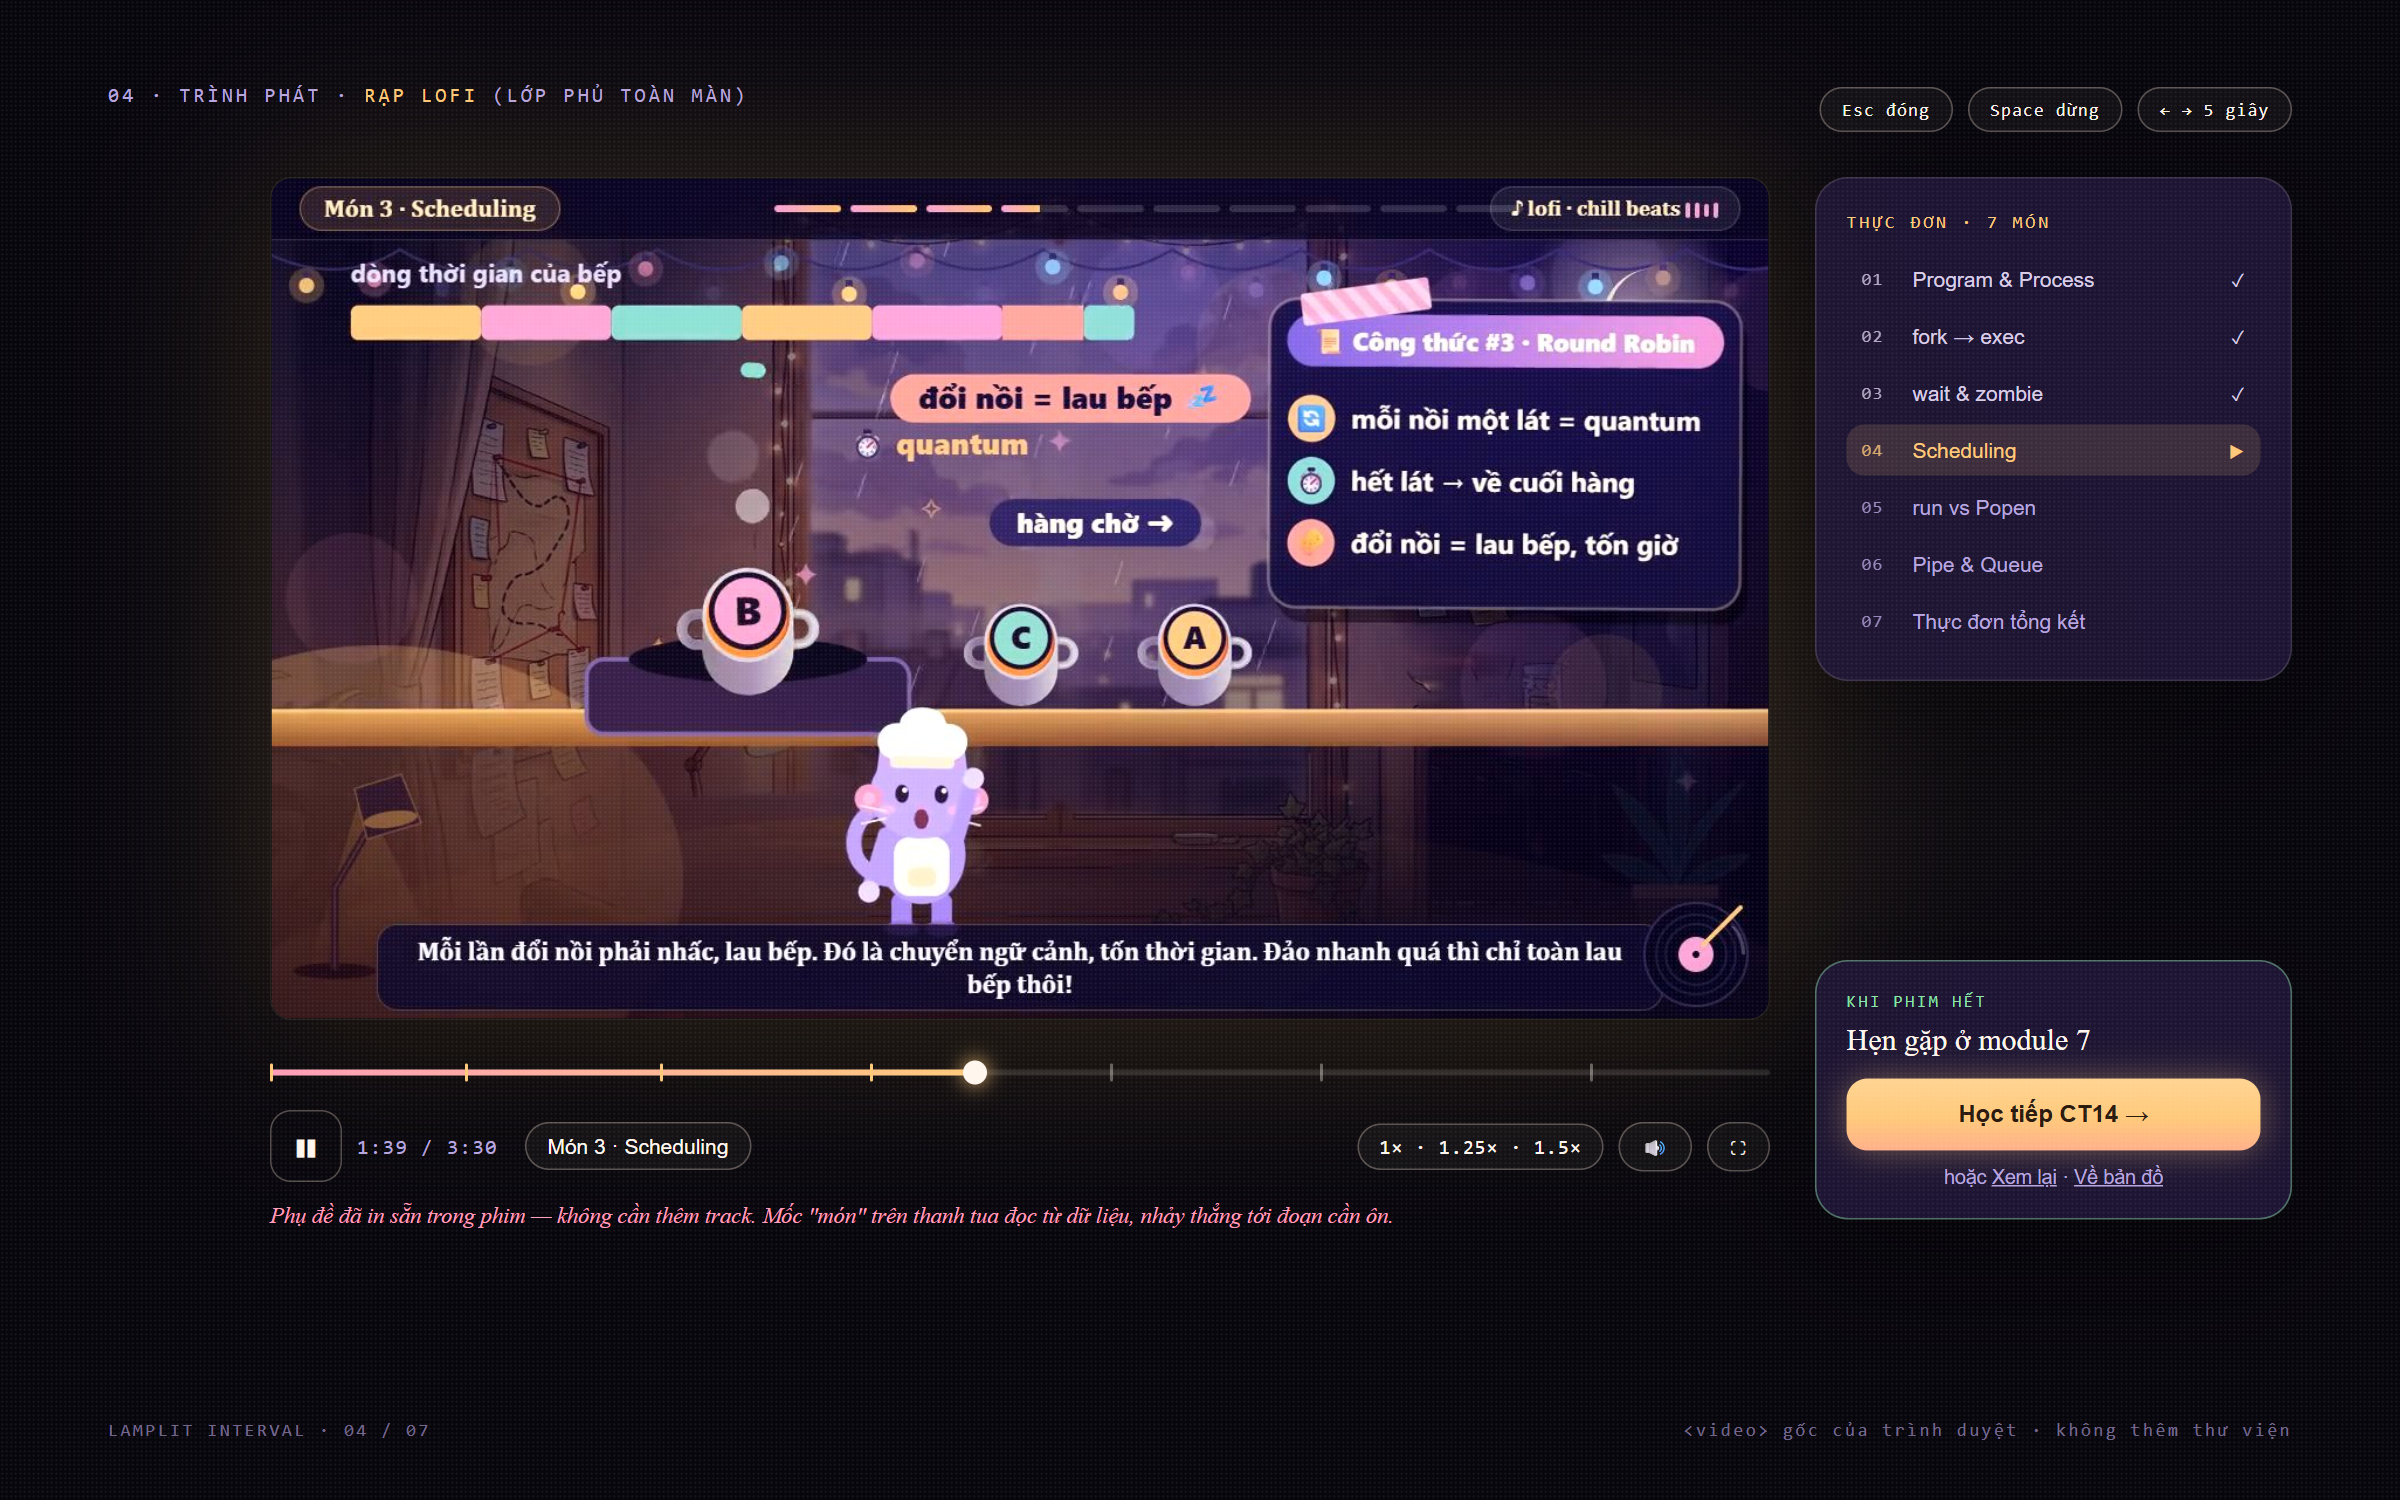 04 · TRÌNH PHÁT · RẠP LOFI (LỚP PHỦ TOÀN MÀN)
Esc đóng
Space dừng
← → 5 giây
Món 3 · Scheduling
♪ lofi · chill beats
dòng thời gian của bếp
đổi nồi = lau bếp 💤
⏱ quantum
hàng chờ →
B
C
A
📜 Công thức #3 · Round Robin
mỗi nồi một lát = quantum
hết lát → về cuối hàng
đổi nồi = lau bếp, tốn giờ
Mỗi lần đổi nồi phải nhấc, lau bếp. Đó là chuyển ngữ cảnh, tốn thời gian. Đảo nhanh quá thì chỉ toàn lau
bếp thôi!
THỰC ĐƠN · 7 MÓN
01 Program & Process ✓
02 fork → exec ✓
03 wait & zombie ✓
04 Scheduling ▶
05 run vs Popen
06 Pipe & Queue
07 Thực đơn tổng kết
KHI PHIM HẾT
Hẹn gặp ở module 7
Học tiếp CT14 →
hoặc Xem lại · Về bản đồ
1:39 / 3:30
Món 3 · Scheduling
1× · 1.25× · 1.5×
Phụ đề đã in sẵn trong phim — không cần thêm track. Mốc "món" trên thanh tua đọc từ dữ liệu, nhảy thẳng tới đoạn cần ôn.
LAMPLIT INTERVAL · 04 / 07
<video> gốc của trình duyệt · không thêm thư viện